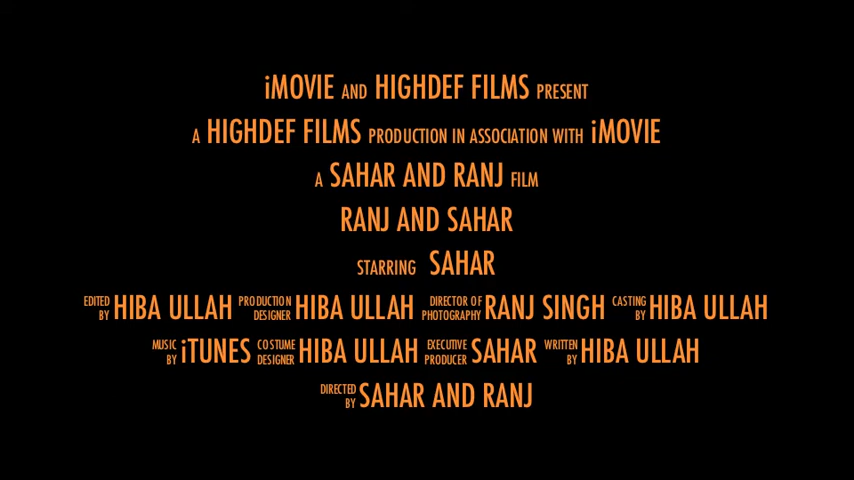 iMOVIE AND HIGHDEF FILMS PRESENT
A HIGHDEF FILMS PRODUCTION IN ASSOCIATION WITH iMOVIE
A SAHAR AND RANJ FILM
RANJ AND SAHAR
STARRING SAHAR
EDITED BY HIBA ULLAH PRODUCTION DESIGNER HIBA ULLAH DIRECTOR OF PHOTOGRAPHY RANJ SINGH CASTING BY HIBA ULLAH
MUSIC BY iTUNES COSTUME DESIGNER HIBA ULLAH EXECUTIVE PRODUCER SAHAR WRITTEN BY HIBA ULLAH
DIRECTED BY SAHAR AND RANJ